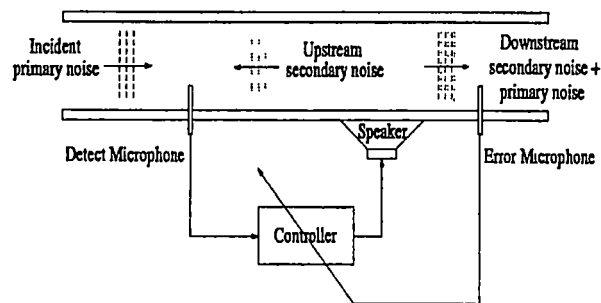 Incident
primary noise
Upstream
secondary noise
Downstream
secondary noise +
primary noise
Speaker
Detect Microphone
Error Microphone
Controller